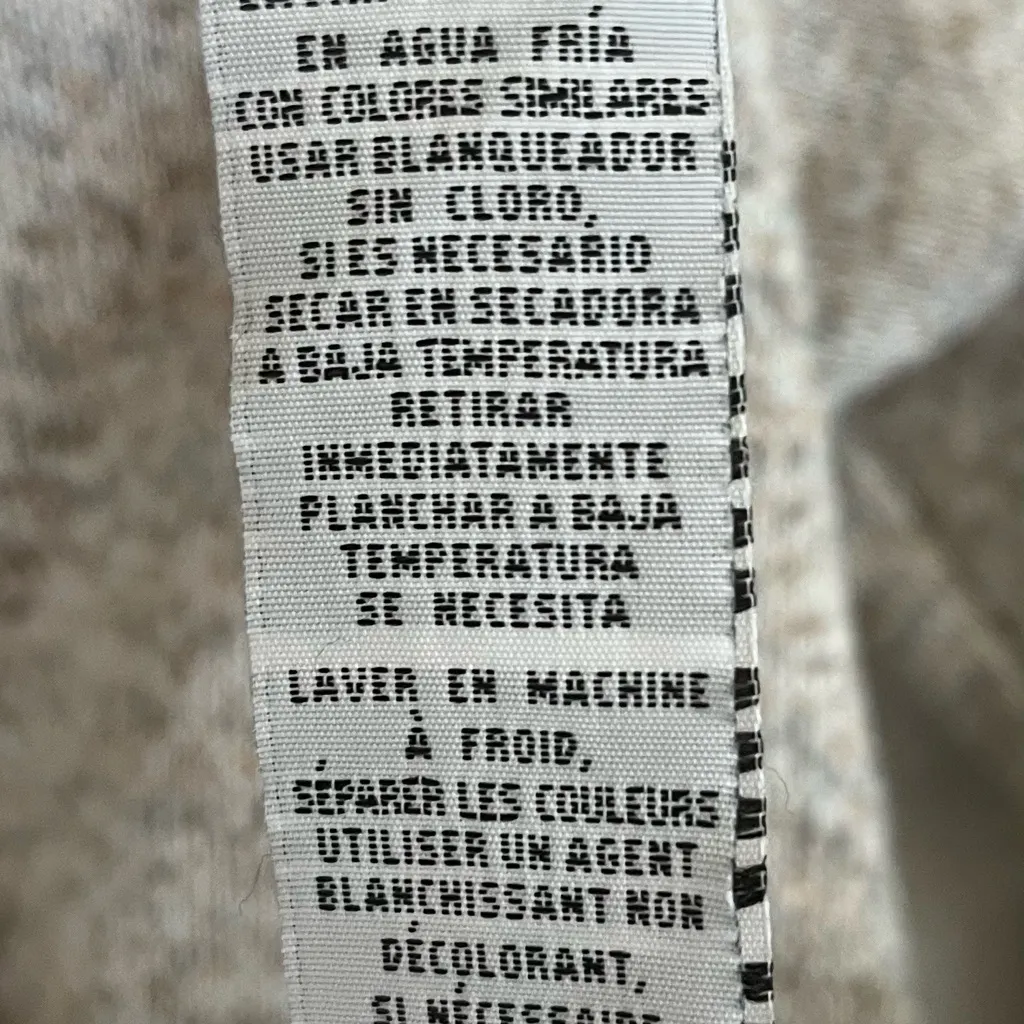 EN AGUA FRÍA
CON COLORES SIMILARES
USAR BLANQUEADOR
SIN CLORO,
SI ES NECESARIO
SECAR EN SECADORA
A BAJA TEMPERATURA
RETIRAR
INMEDIATAMENTE
PLANCHAR A BAJA
TEMPERATURA
SE NECESITA
LAVER EN MACHINE
À FROID,
SÉPARER LES COULEURS
UTILISER UN AGENT
BLANCHISSANT NON
DÉCOLORANT,
SI NÉCESSAIRE